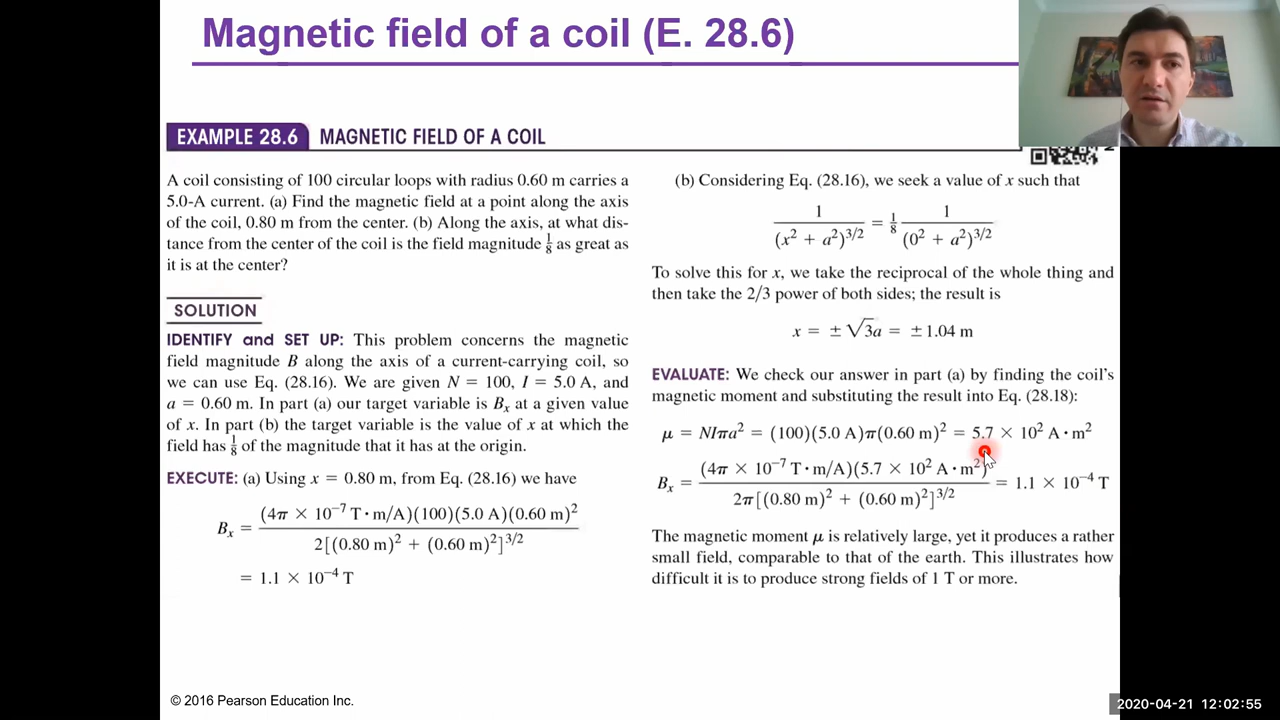 Magnetic field of a coil (E. 28.6)
EXAMPLE 28.6 MAGNETIC FIELD OF A COIL
A coil consisting of 100 circular loops with radius 0.60 m carries a
5.0-A current. (a) Find the magnetic field at a point along the axis
of the coil, 0.80 m from the center. (b) Along the axis, at what dis-
tance from the center of the coil is the field magnitude 1/8 as great as
it is at the center?
SOLUTION
IDENTIFY and SET UP: This problem concerns the magnetic
field magnitude B along the axis of a current-carrying coil, so
we can use Eq. (28.16). We are given N = 100, I = 5.0 A, and
a = 0.60 m. In part (a) our target variable is Bₓ at a given value
of x. In part (b) the target variable is the value of x at which the
field has 1/8 of the magnitude that it has at the origin.
EXECUTE: (a) Using x = 0.80 m, from Eq. (28.16) we have
Bₓ = (4π × 10⁻⁷ T·m/A)(100)(5.0 A)(0.60 m)² / 2[(0.80 m)² + (0.60 m)²]^3/2
= 1.1 × 10⁻⁴ T
(b) Considering Eq. (28.16), we seek a value of x such that
1/(x² + a²)^3/2 = 1/8 1/(0² + a²)^3/2
To solve this for x, we take the reciprocal of the whole thing and
then take the 2/3 power of both sides; the result is
x = ±√3a = ±1.04 m
EVALUATE: We check our answer in part (a) by finding the coil's
magnetic moment and substituting the result into Eq. (28.18):
μ = NIπa² = (100)(5.0 A)π(0.60 m)² = 5.7 × 10² A·m²
Bₓ = (4π × 10⁻⁷ T·m/A)(5.7 × 10² A·m²) / 2π[(0.80 m)² + (0.60 m)²]^3/2 = 1.1 × 10⁻⁴ T
The magnetic moment μ is relatively large, yet it produces a rather
small field, comparable to that of the earth. This illustrates how
difficult it is to produce strong fields of 1 T or more.
© 2016 Pearson Education Inc.
2020-04-21 12:02:55